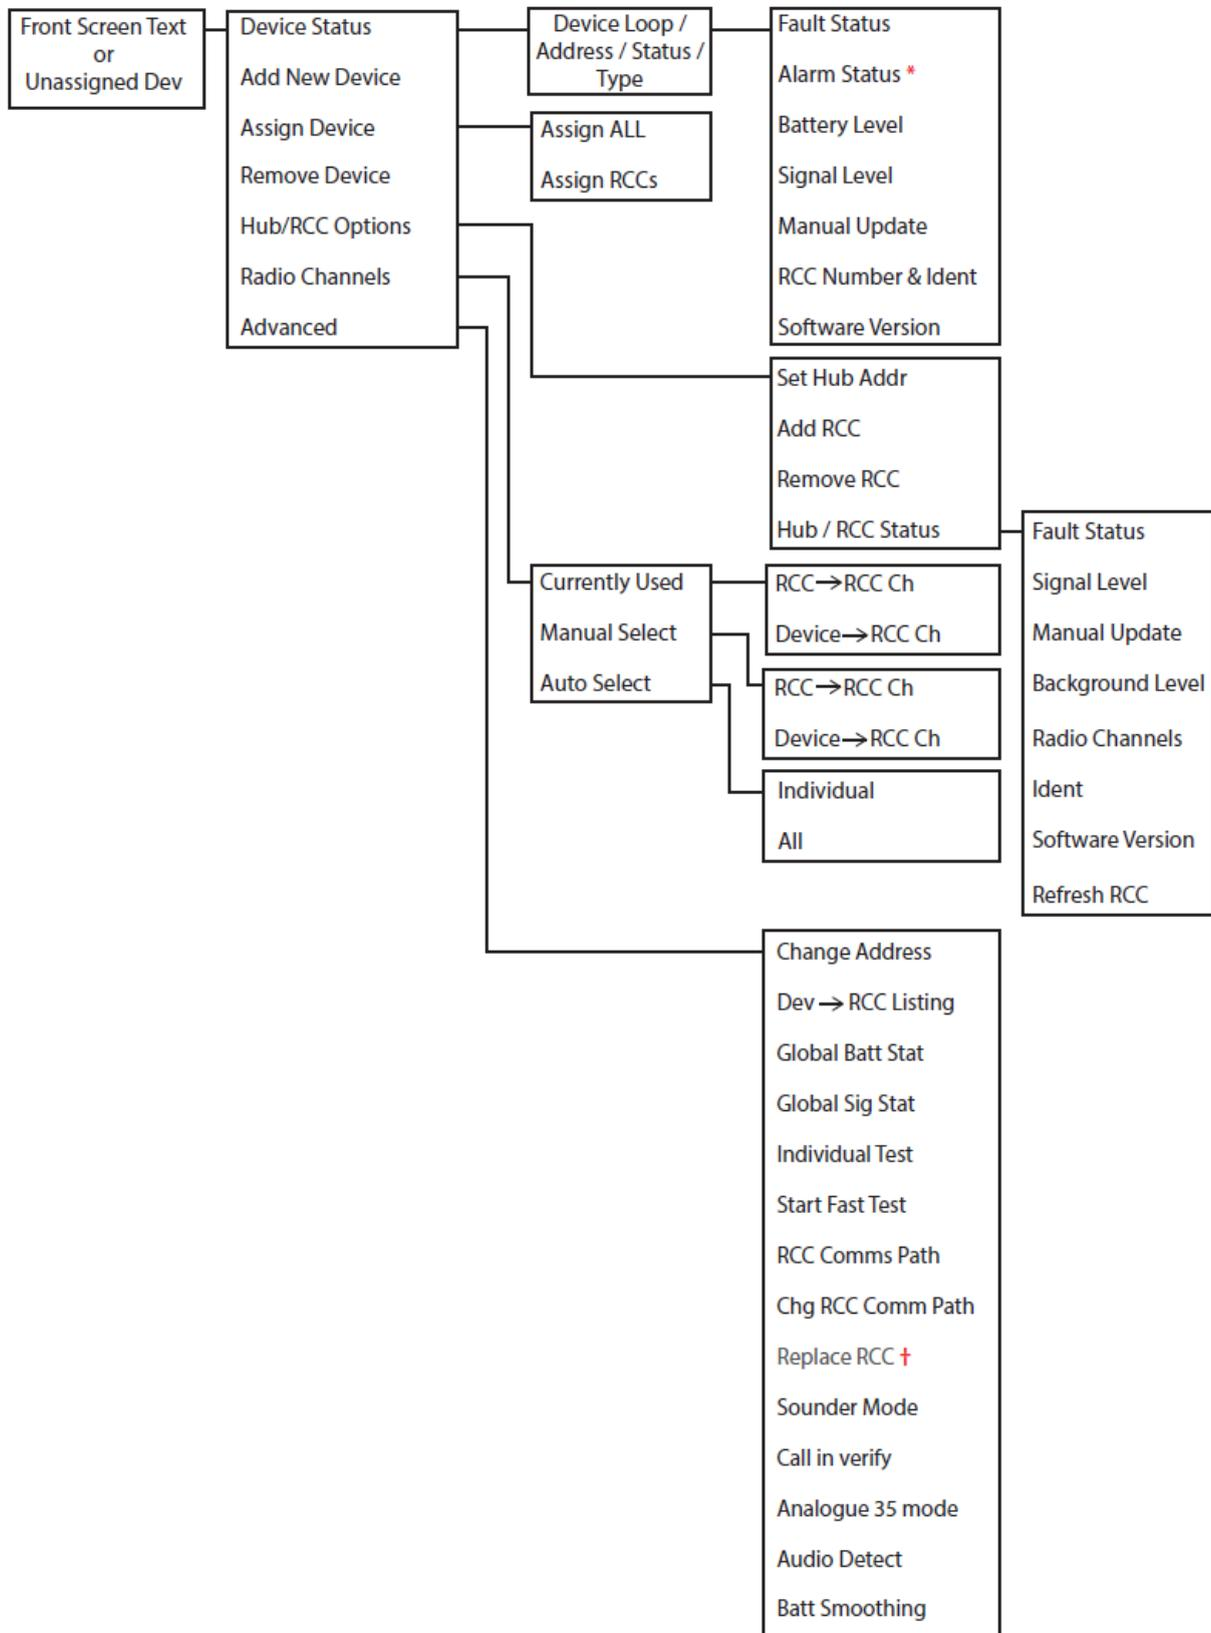 Front Screen Text
or
Unassigned Dev
Device Status
Add New Device
Assign Device
Remove Device
Hub/RCC Options
Radio Channels
Advanced
Device Loop /
Address / Status /
Type
Assign ALL
Assign RCCs
Fault Status
Alarm Status *
Battery Level
Signal Level
Manual Update
RCC Number & Ident
Software Version
Set Hub Addr
Add RCC
Remove RCC
Hub / RCC Status
Fault Status
Signal Level
Manual Update
Background Level
Radio Channels
Ident
Software Version
Refresh RCC
Currently Used
Manual Select
Auto Select
RCC→RCC Ch
Device→RCC Ch
RCC→RCC Ch
Device→RCC Ch
Individual
All
Change Address
Dev → RCC Listing
Global Batt Stat
Global Sig Stat
Individual Test
Start Fast Test
RCC Comms Path
Chg RCC Comm Path
Replace RCC †
Sounder Mode
Call in verify
Analogue 35 mode
Audio Detect
Batt Smoothing